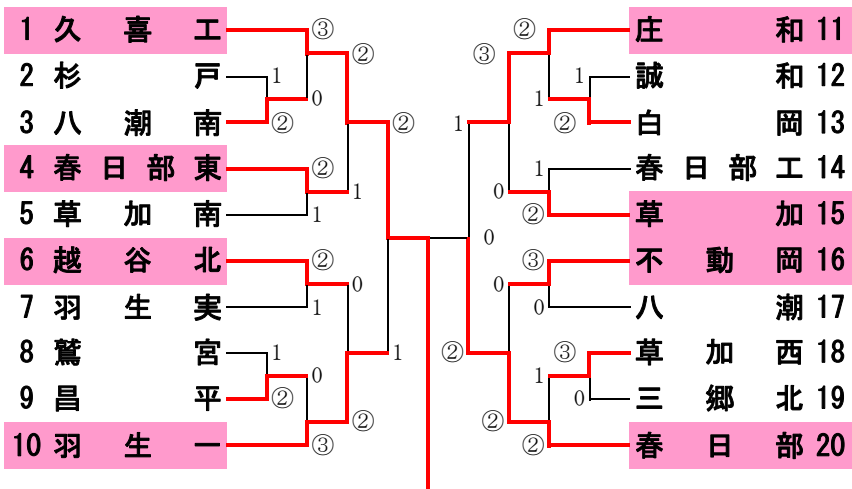 1 久喜工 ③ ② 庄和 11
② ③
2 杉戸 1 1 誠和 12
0 1
3 八潮南 ② ② 1 ② 白岡 13
4 春日部東 ② 1 春日部工 14
1 0
5 草加南 1 ② 草加 15
0
6 越谷北 ② ③ 不動岡 16
0 0
7 羽生実 1 0 八潮 17
8 鷲宮 1 1 ② ③ 草加西 18
0 1
9 昌平 ② 0 三郷北 19
② ②
10 羽生一 ③ ② 春日部 20